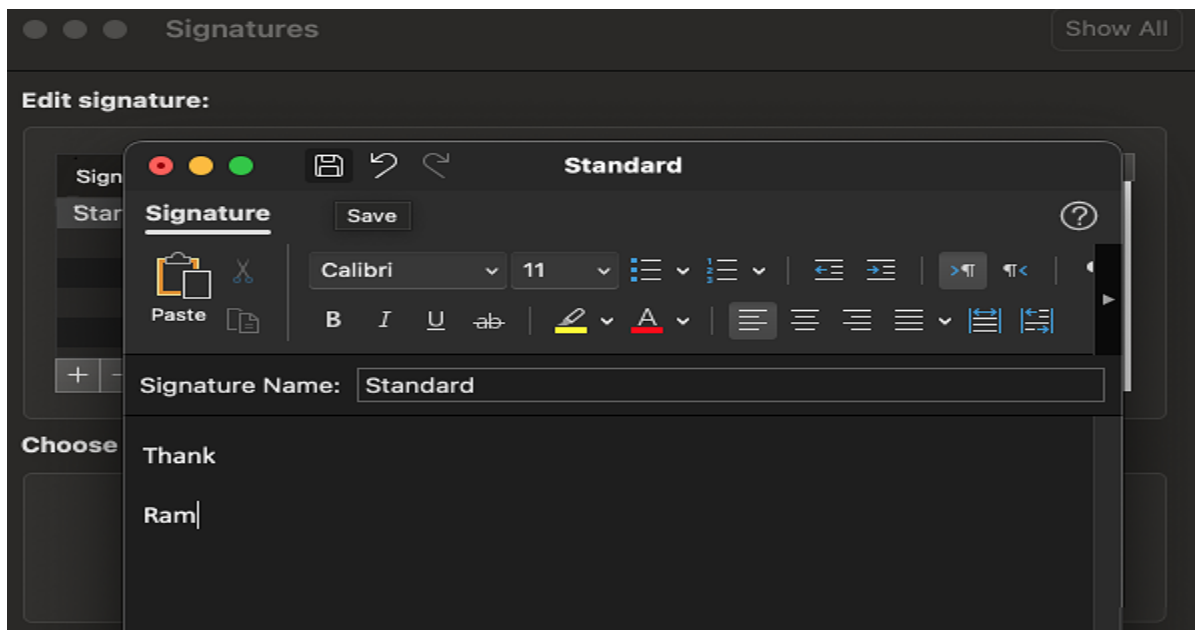 Signatures
Show All
Edit signature:
Sign
Standard
Star
Signature
Save
Calibri
11
Paste
B I U ab
A
Signature Name: Standard
Choose
Thank
Ram